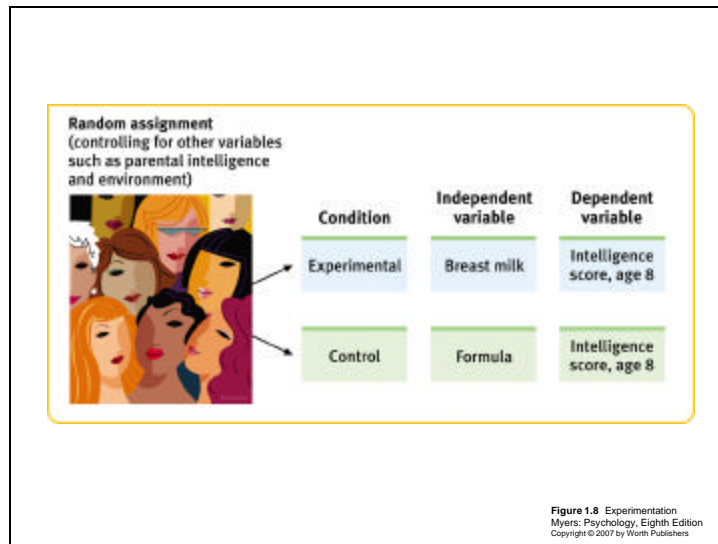 Random assignment
(controlling for other variables
such as parental intelligence
and environment)
Condition
Independent
variable
Dependent
variable
Experimental
Breast milk
Intelligence
score, age 8
Control
Formula
Intelligence
score, age 8
Figure 1.8 Experimentation
Myers: Psychology, Eighth Edition
Copyright © 2007 by Worth Publishers